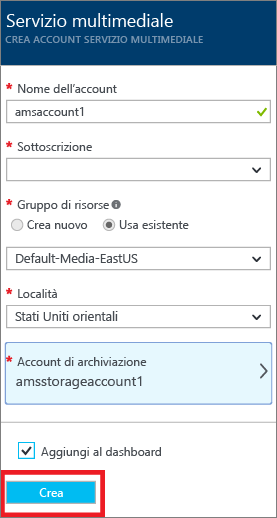 Servizio multimediale
CREA ACCOUNT SERVIZIO MULTIMEDIALE
* Nome dell'account
amsaccount1
* Sottoscrizione
* Gruppo di risorse
Crea nuovo Usa esistente
Default-Media-EastUS
* Località
Stati Uniti orientali
* Account di archiviazione
amsstorageaccount1
Aggiungi al dashboard
Crea